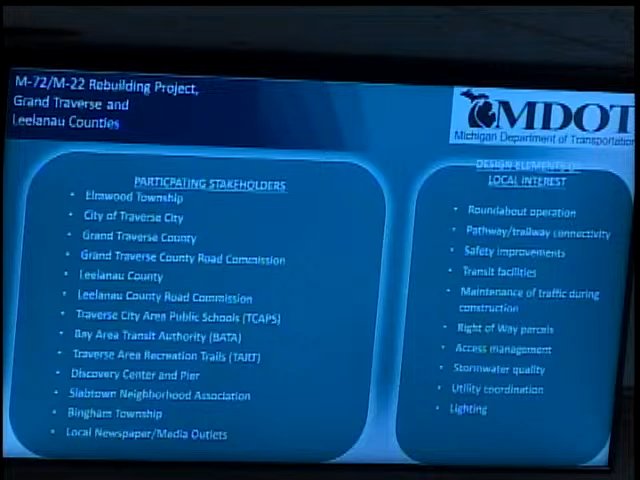 M-72/M-22 Rebuilding Project,
Grand Traverse and
Leelanau Counties
MDOT
Michigan Department of Transportation
PARTICPATING STAKEHOLDERS
• Elmwood Township
• City of Traverse City
• Grand Traverse County
• Grand Traverse County Road Commission
• Leelanau County
• Leelanau County Road Commission
• Traverse City Area Public Schools (TCAPS)
• Bay Area Transit Authority (BATA)
• Traverse Area Recreation Trails (TART)
• Discovery Center and Pier
• Slabtown Neighborhood Association
• Bingham Township
• Local Newspaper/Media Outlets
DESIGN ELEMENTS OF
LOCAL INTEREST
• Roundabout operation
• Pathway/trailway connectivity
• Safety improvements
• Transit facilities
• Maintenance of traffic during
construction
• Right of Way parcels
• Access management
• Stormwater quality
• Utility coordination
• Lighting